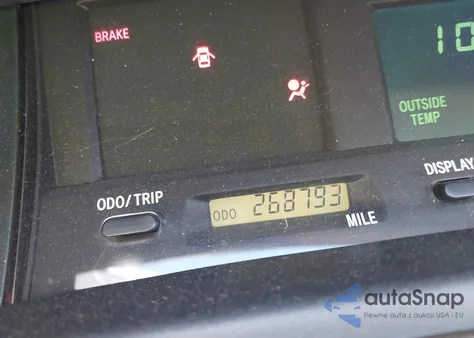 BRAKE
10
OUTSIDE
TEMP
ODO/TRIP
DISPLAY
ODO 268793
MILE
autaSnap
Pewne auta z aukcji USA i EU